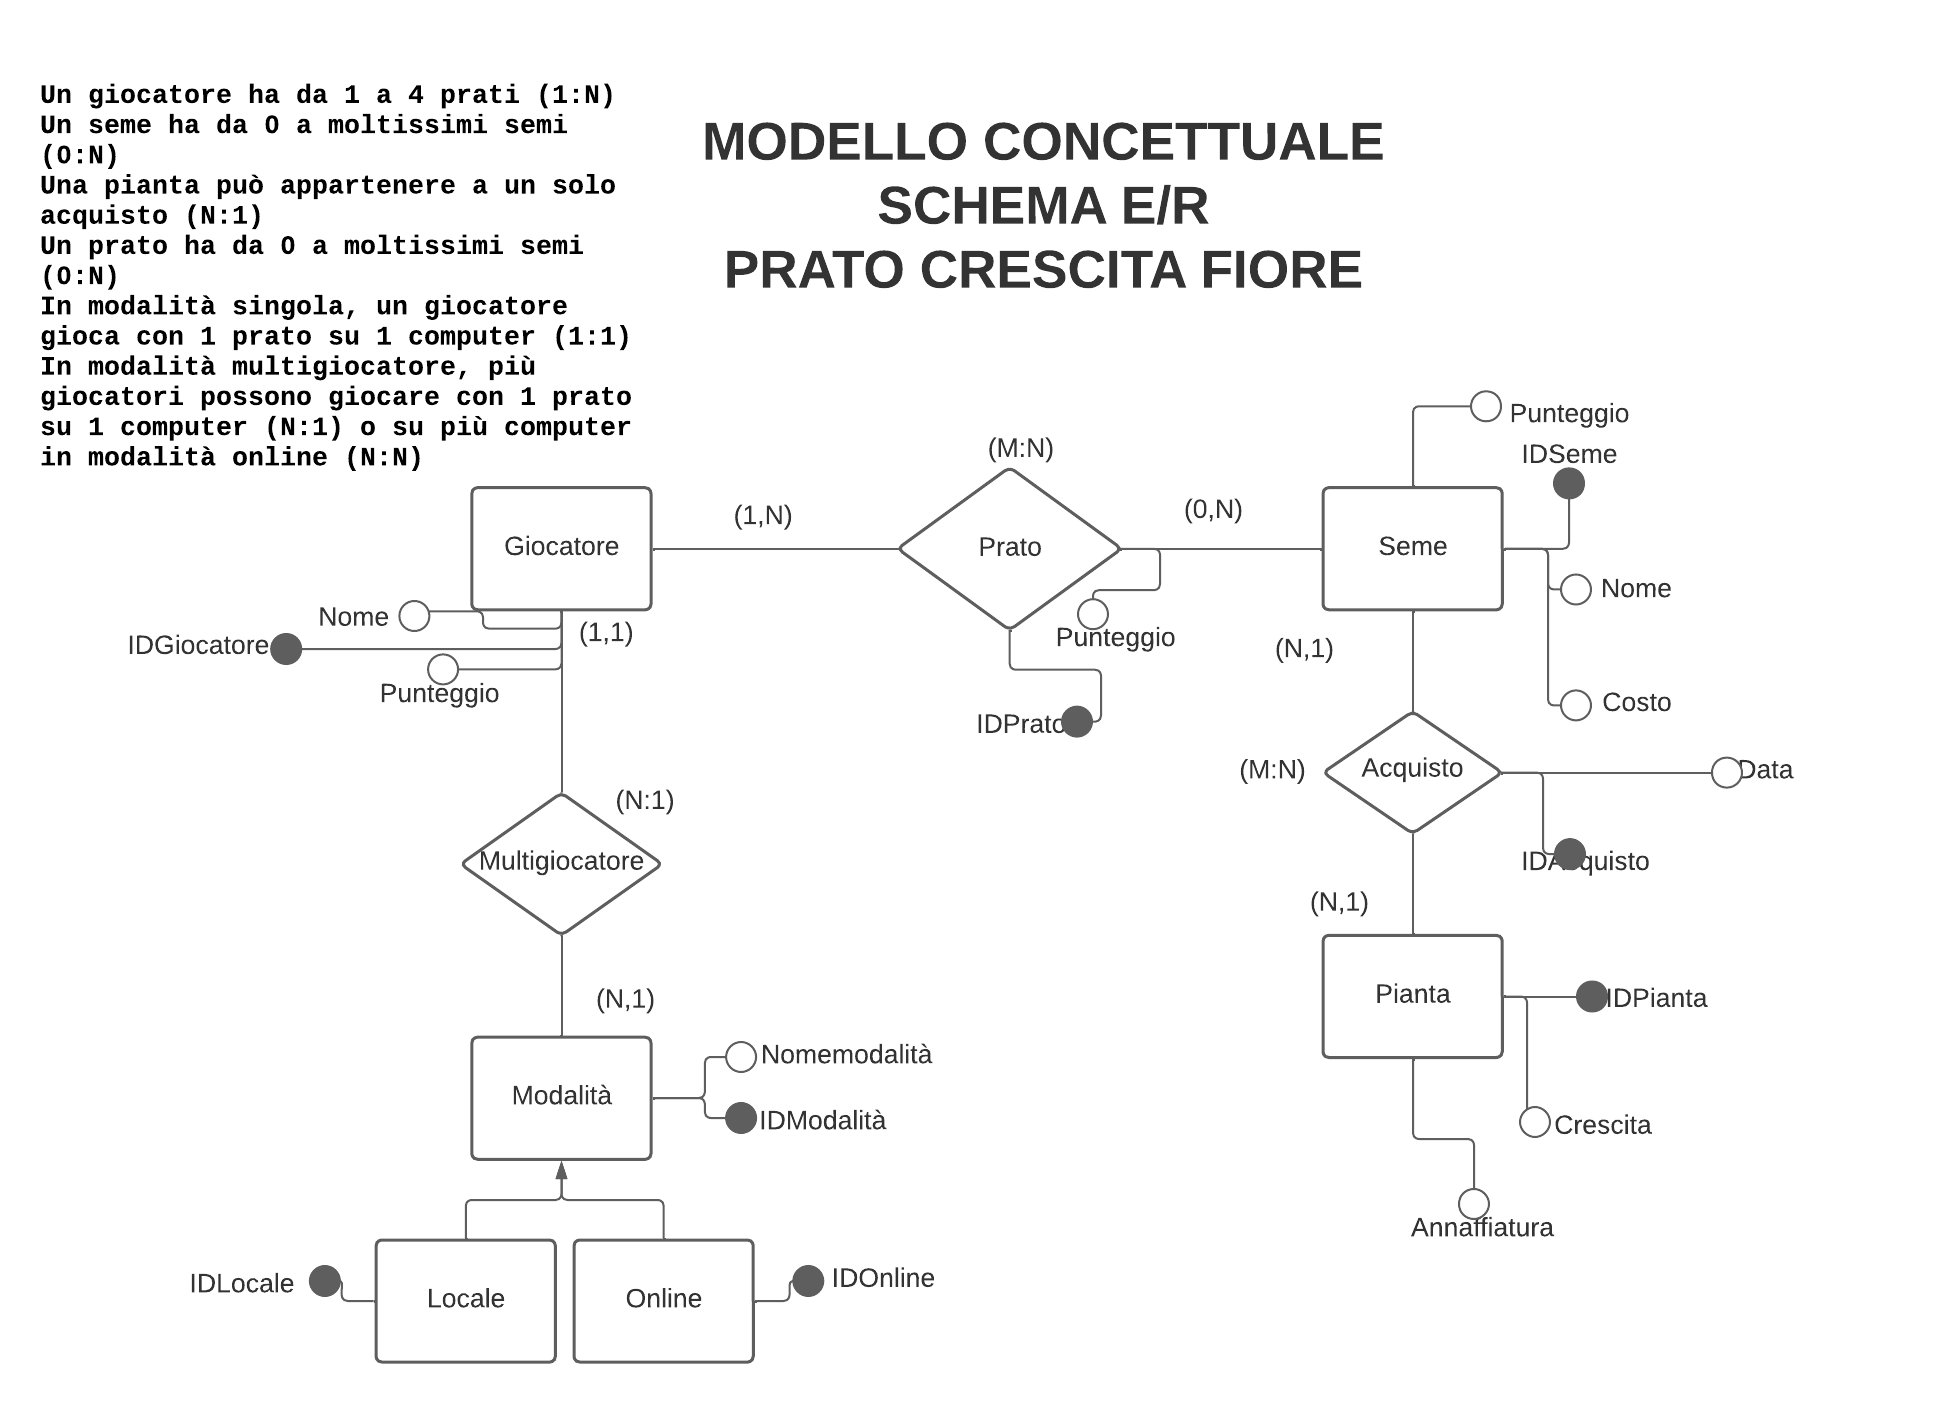 Un giocatore ha da 1 a 4 prati (1:N)
Un seme ha da 0 a moltissimi semi
(0:N)
Una pianta può appartenere a un solo
acquisto (N:1)
Un prato ha da 0 a moltissimi semi
(0:N)
In modalità singola, un giocatore
gioca con 1 prato su 1 computer (1:1)
In modalità multigiocatore, più
giocatori possono giocare con 1 prato
su 1 computer (N:1) o su più computer
in modalità online (N:N)
MODELLO CONCETTUALE
SCHEMA E/R
PRATO CRESCITA FIORE
Punteggio
(M:N)
IDSeme
(1,N)
(0,N)
Giocatore
Prato
Seme
Nome
Nome
(1,1)
IDGiocatore
Punteggio
Punteggio
(N,1)
IDPrato
Costo
Acquisto
(M:N)
Data
(N:1)
Multigiocatore
IDAcquisto
(N,1)
(N,1)
Pianta
IDPianta
Nomemodalità
Modalità
IDModalità
Crescita
Annaffiatura
IDLocale
Locale
Online
IDOnline